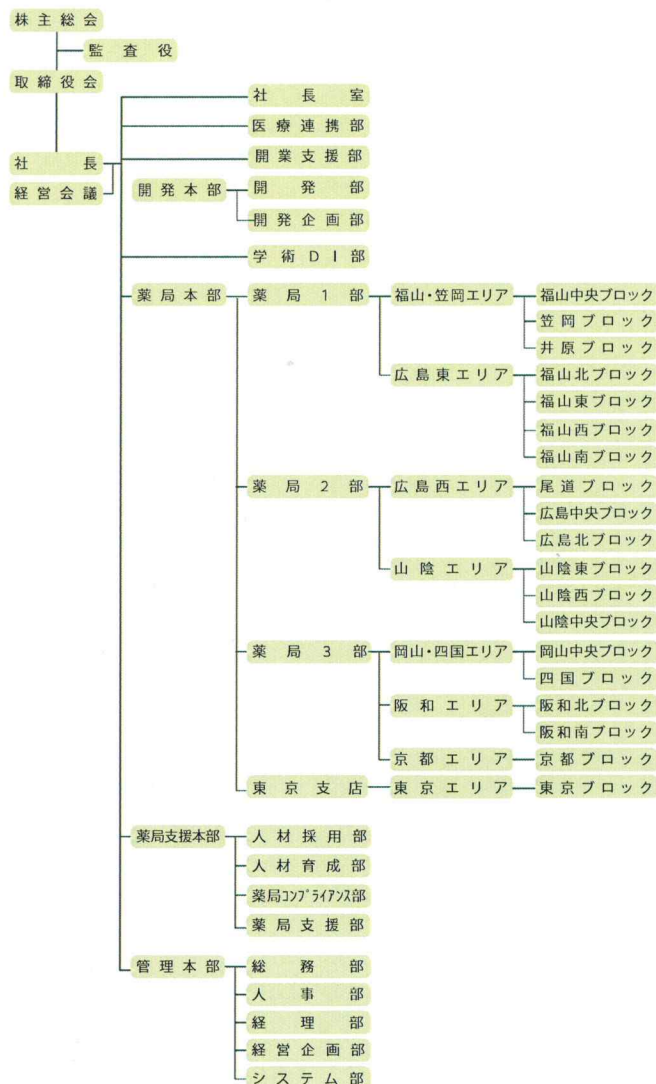 株主総会
監査役
取締役会
社長室
医療連携部
社長
開業支援部
経営会議
開発本部
開発部
開発企画部
学術DI部
薬局本部
薬局1部
福山・笠岡エリア
福山中央ブロック
笠岡ブロック
井原ブロック
広島東エリア
福山北ブロック
福山東ブロック
福山西ブロック
福山南ブロック
薬局2部
広島西エリア
尾道ブロック
広島中央ブロック
広島北ブロック
山陰エリア
山陰東ブロック
山陰西ブロック
山陰中央ブロック
薬局3部
岡山・四国エリア
岡山中央ブロック
四国ブロック
阪和エリア
阪和北ブロック
阪和南ブロック
京都エリア
京都ブロック
東京支店
東京エリア
東京ブロック
薬局支援本部
人材採用部
人材育成部
薬局コンプライアンス部
薬局支援部
管理本部
総務部
人事部
経理部
経営企画部
システム部